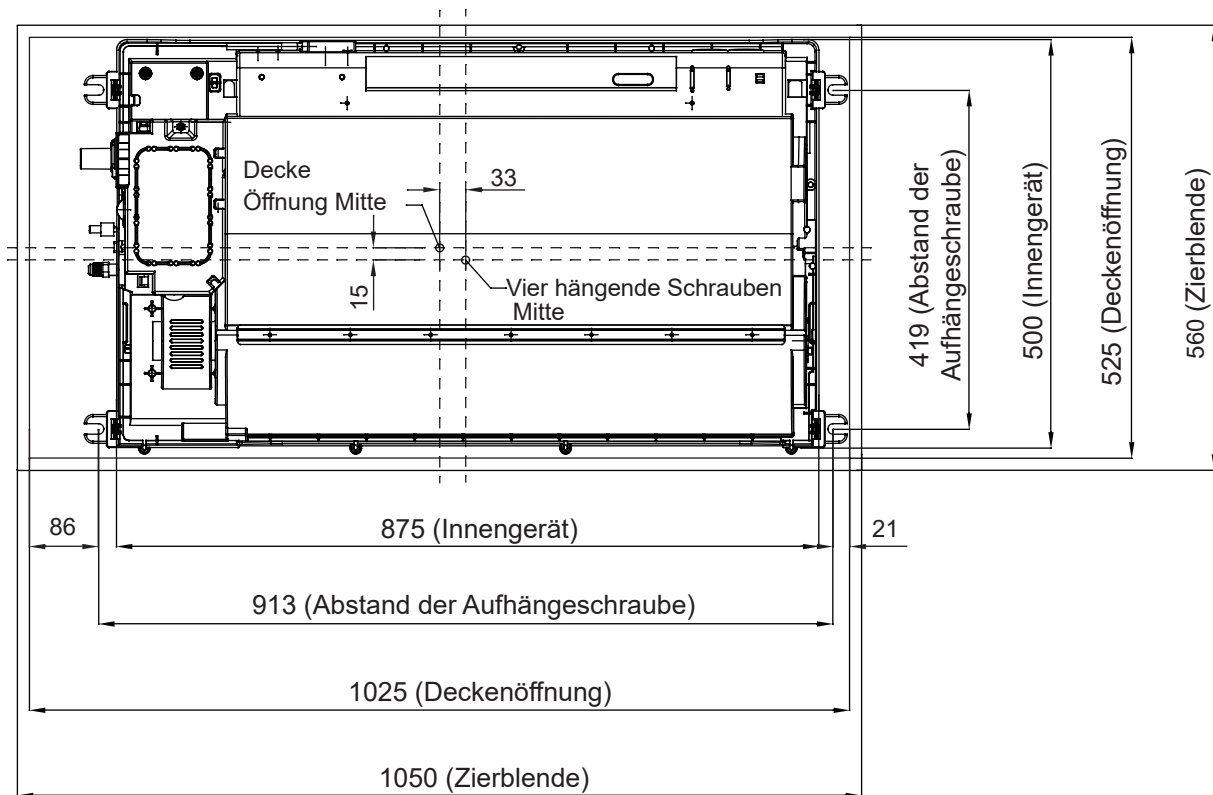 Decke
Öffnung Mitte
33
15
Vier hängende Schrauben
Mitte
419 (Abstand der
Aufhängeschraube)
500 (Innengerät)
525 (Deckenöffnung)
560 (Zierblende)
86
875 (Innengerät)
21
913 (Abstand der Aufhängeschraube)
1025 (Deckenöffnung)
1050 (Zierblende)